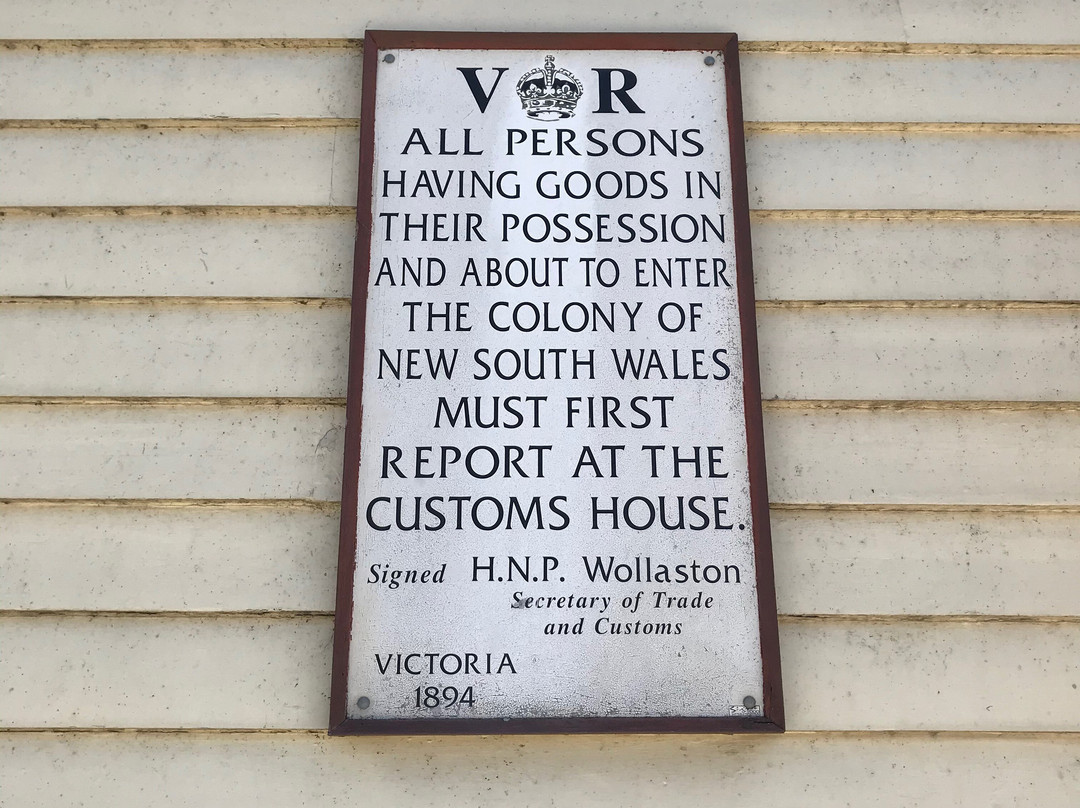 V R
ALL PERSONS
HAVING GOODS IN
THEIR POSSESSION
AND ABOUT TO ENTER
THE COLONY OF
NEW SOUTH WALES
MUST FIRST
REPORT AT THE
CUSTOMS HOUSE.
Signed H.N.P. Wollaston
Secretary of Trade
and Customs
VICTORIA
1894